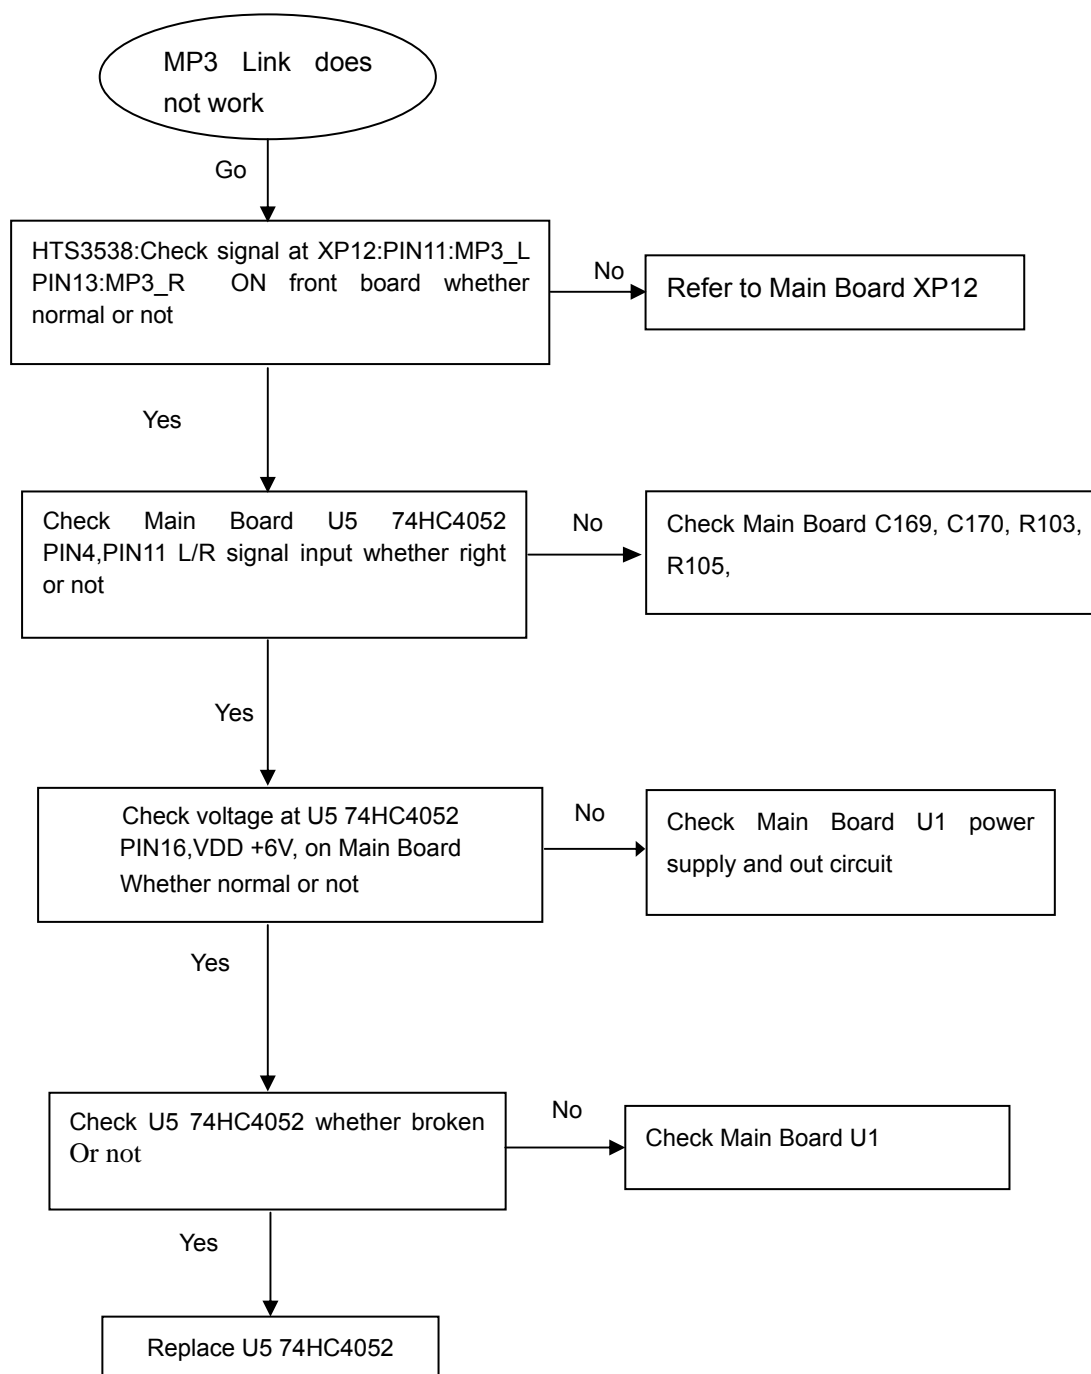 MP3 Link does
not work
Go
HTS3538:Check signal at XP12:PIN11:MP3_L
PIN13:MP3_R ON front board whether
normal or not
No
Refer to Main Board XP12
Yes
Check Main Board U5 74HC4052
PIN4,PIN11 L/R signal input whether right
or not
No
Check Main Board C169, C170, R103,
R105,
Yes
Check voltage at U5 74HC4052
PIN16,VDD +6V, on Main Board
Whether normal or not
No
Check Main Board U1 power
supply and out circuit
Yes
Check U5 74HC4052 whether broken
Or not
No
Check Main Board U1
Yes
Replace U5 74HC4052